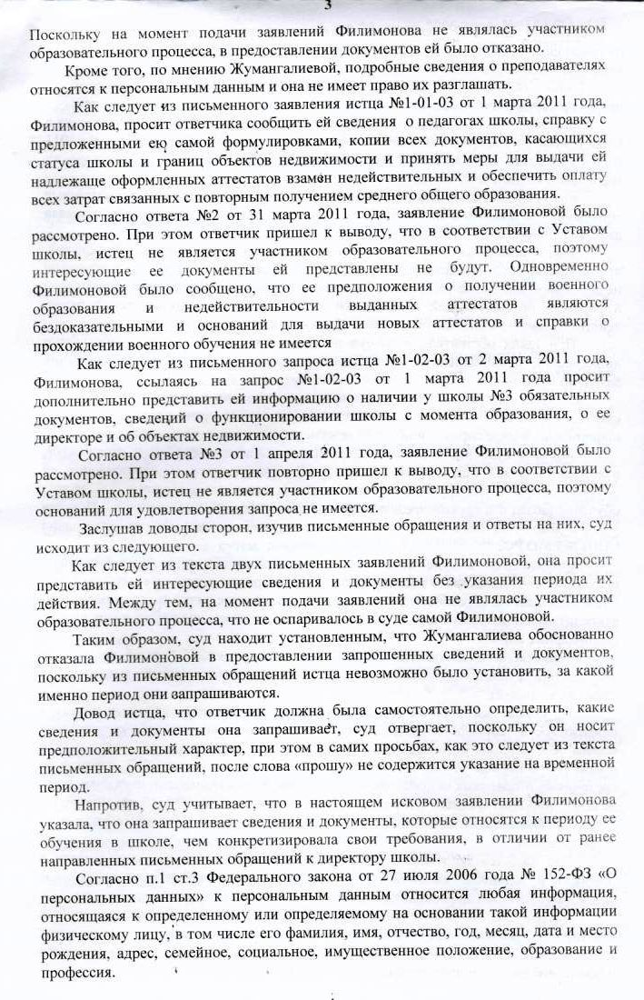 3
Поскольку на момент подачи заявлений Филимонова не являлась участником
образовательного процесса, в предоставлении документов ей было отказано.
Кроме того, по мнению Жумангалиевой, подробные сведения о преподавателях
относятся к персональным данным и она не имеет право их разглашать.
Как следует из письменного заявления истца №1-01-03 от 1 марта 2011 года,
Филимонова, просит ответчика сообщить ей сведения о педагогах школы, справку с
предложенными ею самой формулировками, копии всех документов, касающихся
статуса школы и границ объектов недвижимости и принять меры для выдачи ей
надлежаще оформленных аттестатов взамен недействительных и обеспечить оплату
всех затрат связанных с повторным получением среднего общего образования.
Согласно ответа №2 от 31 марта 2011 года, заявление Филимоновой было
рассмотрено. При этом ответчик пришел к выводу, что в соответствии с Уставом
школы, истец не является участником образовательного процесса, поэтому
интересующие ее документы ей представлены не будут. Одновременно
Филимоновой было сообщено, что ее предположения о получении военного
образования и недействительности выданных аттестатов являются
бездоказательными и оснований для выдачи новых аттестатов и справки о
прохождении военного обучения не имеется
Как следует из письменного запроса истца №1-02-03 от 2 марта 2011 года,
Филимонова, ссылаясь на запрос №1-02-03 от 1 марта 2011 года просит
дополнительно представить ей информацию о наличии у школы №3 обязательных
документов, сведений о функционировании школы с момента образования, о ее
директоре и об объектах недвижимости.
Согласно ответа №3 от 1 апреля 2011 года, заявление Филимоновой было
рассмотрено. При этом ответчик повторно пришел к выводу, что в соответствии с
Уставом школы, истец не является участником образовательного процесса, поэтому
оснований для удовлетворения запроса не имеется.
Заслушав доводы сторон, изучив письменные обращения и ответы на них, суд
исходит из следующего.
Как следует из текста двух письменных заявлений Филимоновой, она просит
представить ей интересующие сведения и документы без указания периода их
действия. Между тем, на момент подачи заявлений она не являлась участником
образовательного процесса, что не оспаривалось в суде самой Филимоновой.
Таким образом, суд находит установленным, что Жумангалиева обоснованно
отказала Филимоновой в предоставлении запрошенных сведений и документов,
поскольку из письменных обращений истца невозможно было установить, за какой
именно период они запрашиваются.
Довод истца, что ответчик должна была самостоятельно определить, какие
сведения и документы она запрашивает, суд отвергает, поскольку он носит
предположительный характер, при этом в самих просьбах, как это следует из текста
письменных обращений, после слова «прошу» не содержится указание на временной
период.
Напротив, суд учитывает, что в настоящем исковом заявлении Филимонова
указала, что она запрашивает сведения и документы, которые относятся к периоду ее
обучения в школе, чем конкретизировала свои требования, в отличии от ранее
направленных письменных обращений к директору школы.
Согласно п.1 ст.3 Федерального закона от 27 июля 2006 года № 152-ФЗ «О
персональных данных» к персональным данным относится любая информация,
относящаяся к определенному или определяемому на основании такой информации
физическому лицу, в том числе его фамилия, имя, отчество, год, месяц, дата и место
рождения, адрес, семейное, социальное, имущественное положение, образование и
профессия.